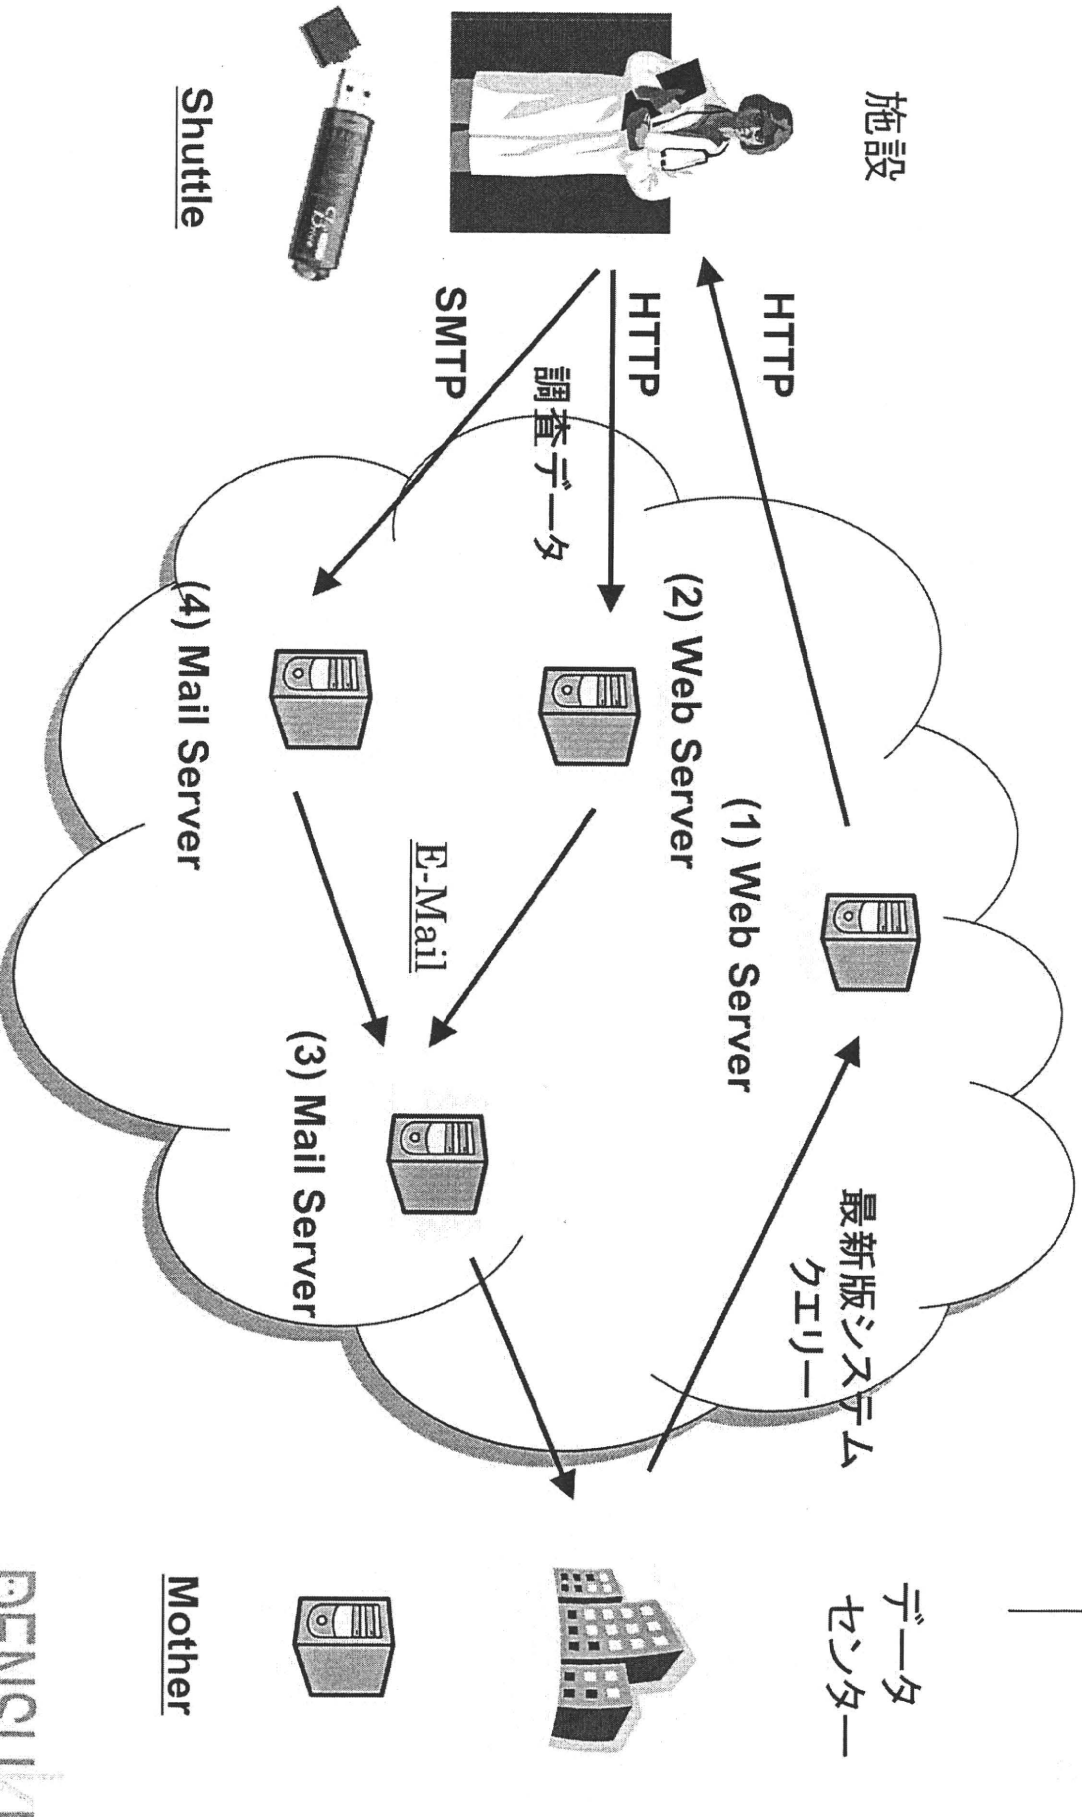 施設
データ
センター
HTTP
最新版システム
クエリー
(1) Web Server
(2) Web Server
HTTP
調査データ
SMTP
E-Mail
(3) Mail Server
(4) Mail Server
Shuttle
Mother